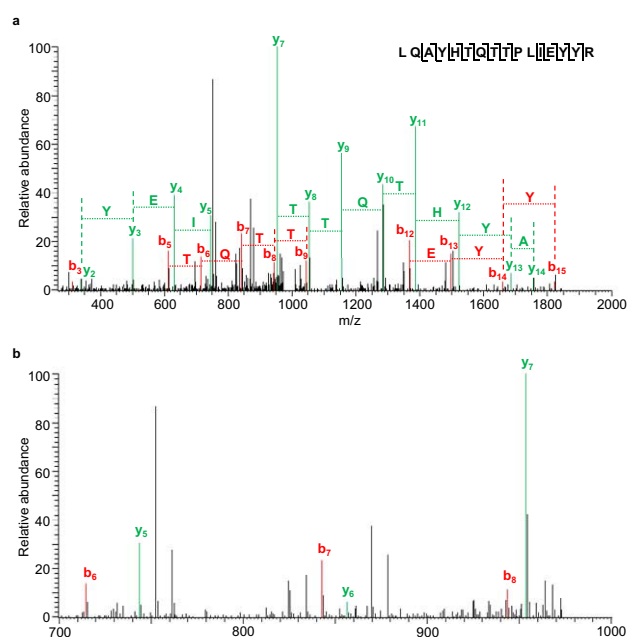 a
LQAYHTQTTPLIEYYR
Relative abundance
100
80
60
40
20
0
y7
y11
y9
y4
y8
y10
T
y12
Y
E
I
y5
T
T
Q
H
Y
A
Y
y3
b3
y2
b5
T
b6
Q
b7
T
b8
T
b9
b12
E
b13
Y
b14
y13
y14
b15
400
600
800
1000
1200
1400
1600
1800
2000
m/z
b
Relative abundance
100
80
60
40
20
0
y7
y5
b6
b7
y6
b8
700
800
900
1000